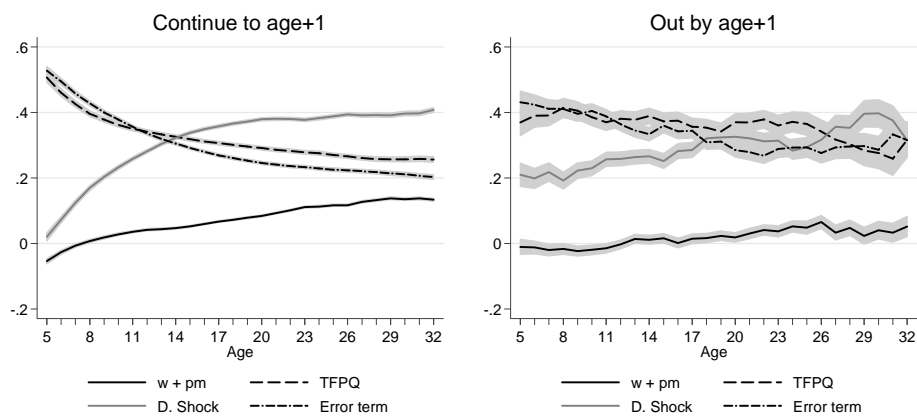 Continue to age+1
.6
.4
.2
0
-.2
5 8 11 14 17 20 23 26 29 32
Age
w + pm TFPQ
D. Shock Error term
Out by age+1
.6
.4
.2
0
-.2
5 8 11 14 17 20 23 26 29 32
Age
w + pm TFPQ
D. Shock Error term